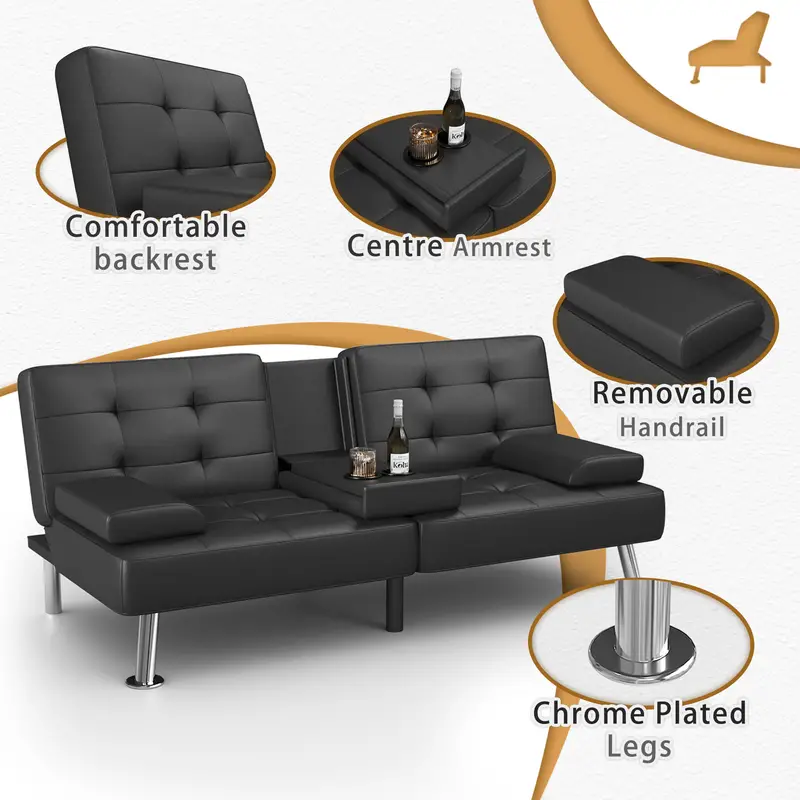 Comfortable
backrest
Centre Armrest
Removable
Handrail
Chrome Plated
Legs